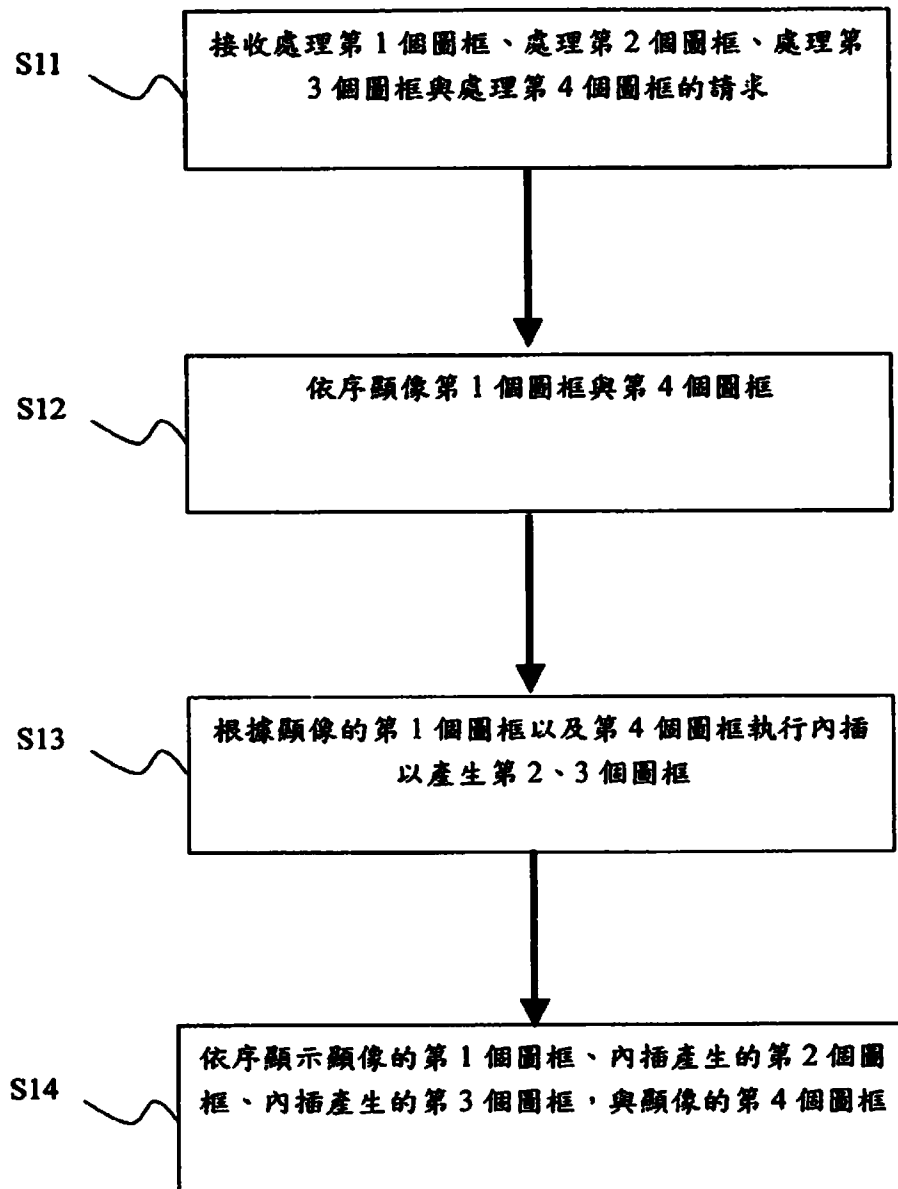 S11
接收處理第 1 個圖框、處理第 2 個圖框、處理第
3 個圖框與處理第 4 個圖框的請求
S12
依序顯像第 1 個圖框與第 4 個圖框
S13
根據顯像的第 1 個圖框以及第 4 個圖框執行內插
以產生第 2、3 個圖框
S14
依序顯示顯像的第 1 個圖框、內插產生的第 2 個圖
框、內插產生的第 3 個圖框，與顯像的第 4 個圖框